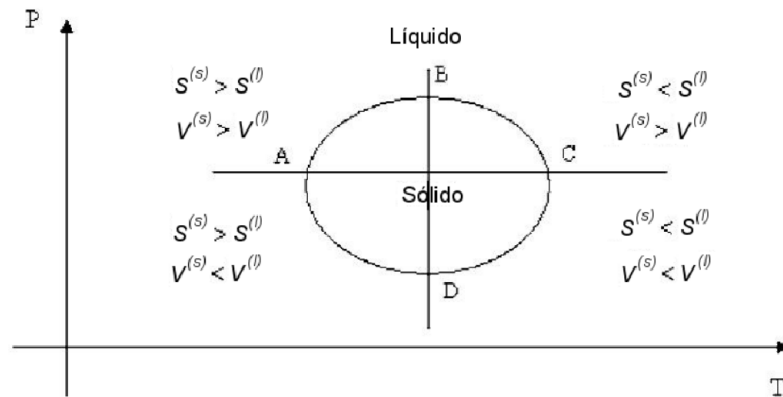 P
Líquido
B
S^(s) > S^(l)
V^(s) > V^(l)
S^(s) < S^(l)
V^(s) > V^(l)
A
C
Sólido
S^(s) > S^(l)
V^(s) < V^(l)
S^(s) < S^(l)
V^(s) < V^(l)
D
T